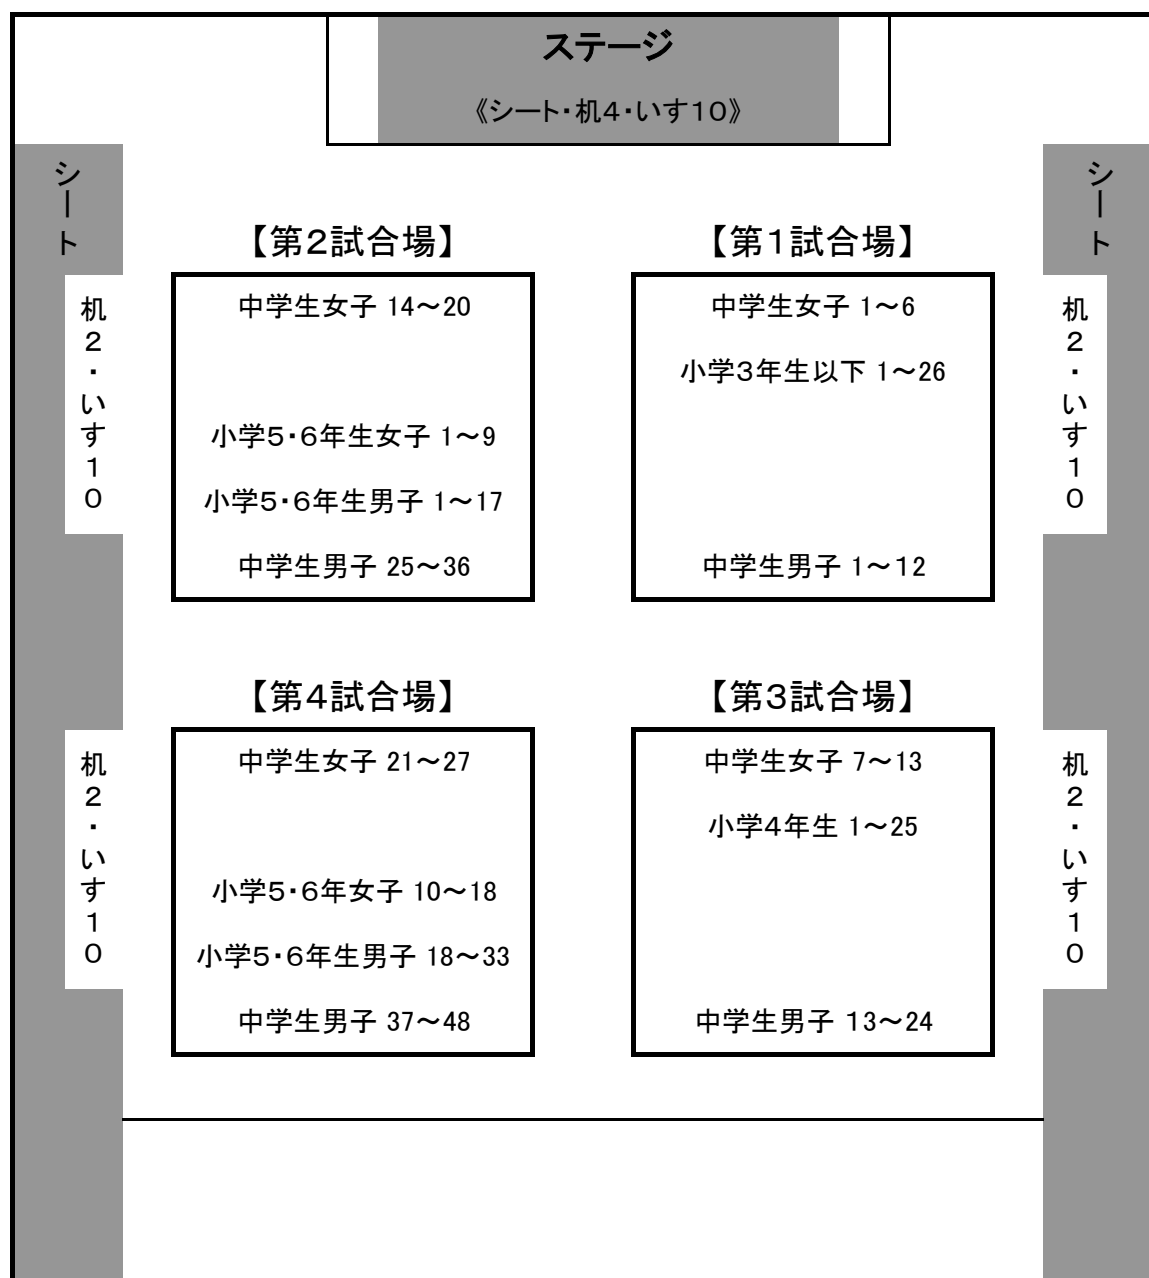 ステージ
《シート・机４・いす１０》
シート
シート
【第２試合場】
【第１試合場】
机２・いす１０
中学生女子 14～20
小学５・６年生女子 1～9
小学５・６年生男子 1～17
中学生男子 25～36
中学生女子 1～6
小学３年生以下 1～26
中学生男子 1～１2
机２・いす１０
【第４試合場】
【第３試合場】
机２・いす１０
中学生女子 21～27
小学５・６年女子 10～18
小学５・６年生男子 18～33
中学生男子 37～48
中学生女子 7～13
小学４年生 1～25
中学生男子 １3～24
机２・いす１０